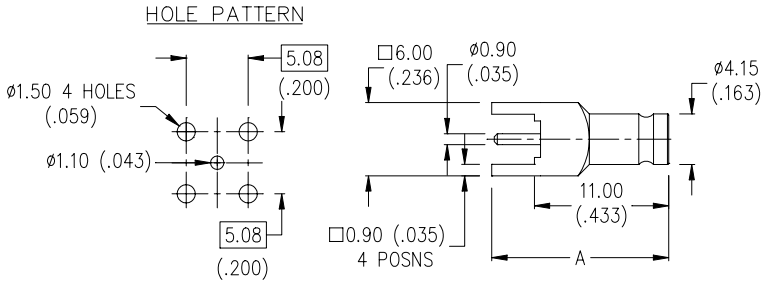 HOLE PATTERN
5.08
(.200)
ø1.50 4 HOLES
(.059)
ø1.10 (.043)
5.08
(.200)
□6.00
(.236)
ø0.90
(.035)
ø4.15
(.163)
11.00
(.433)
□0.90 (.035)
4 POSNS
A